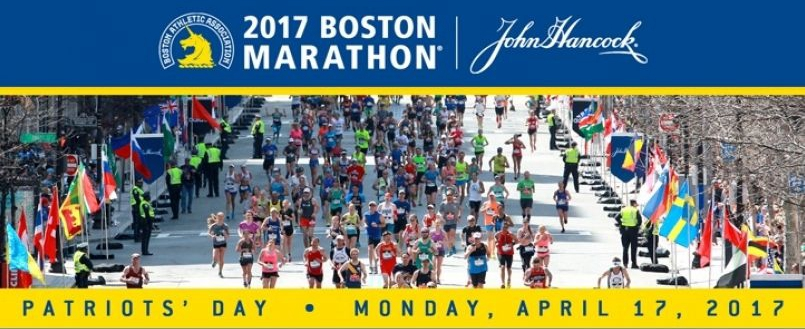 BOSTON ATHLETIC ASSOCIATION
2017 BOSTON
MARATHON®
John Hancock.
PATRIOTS' DAY • MONDAY, APRIL 17, 2017